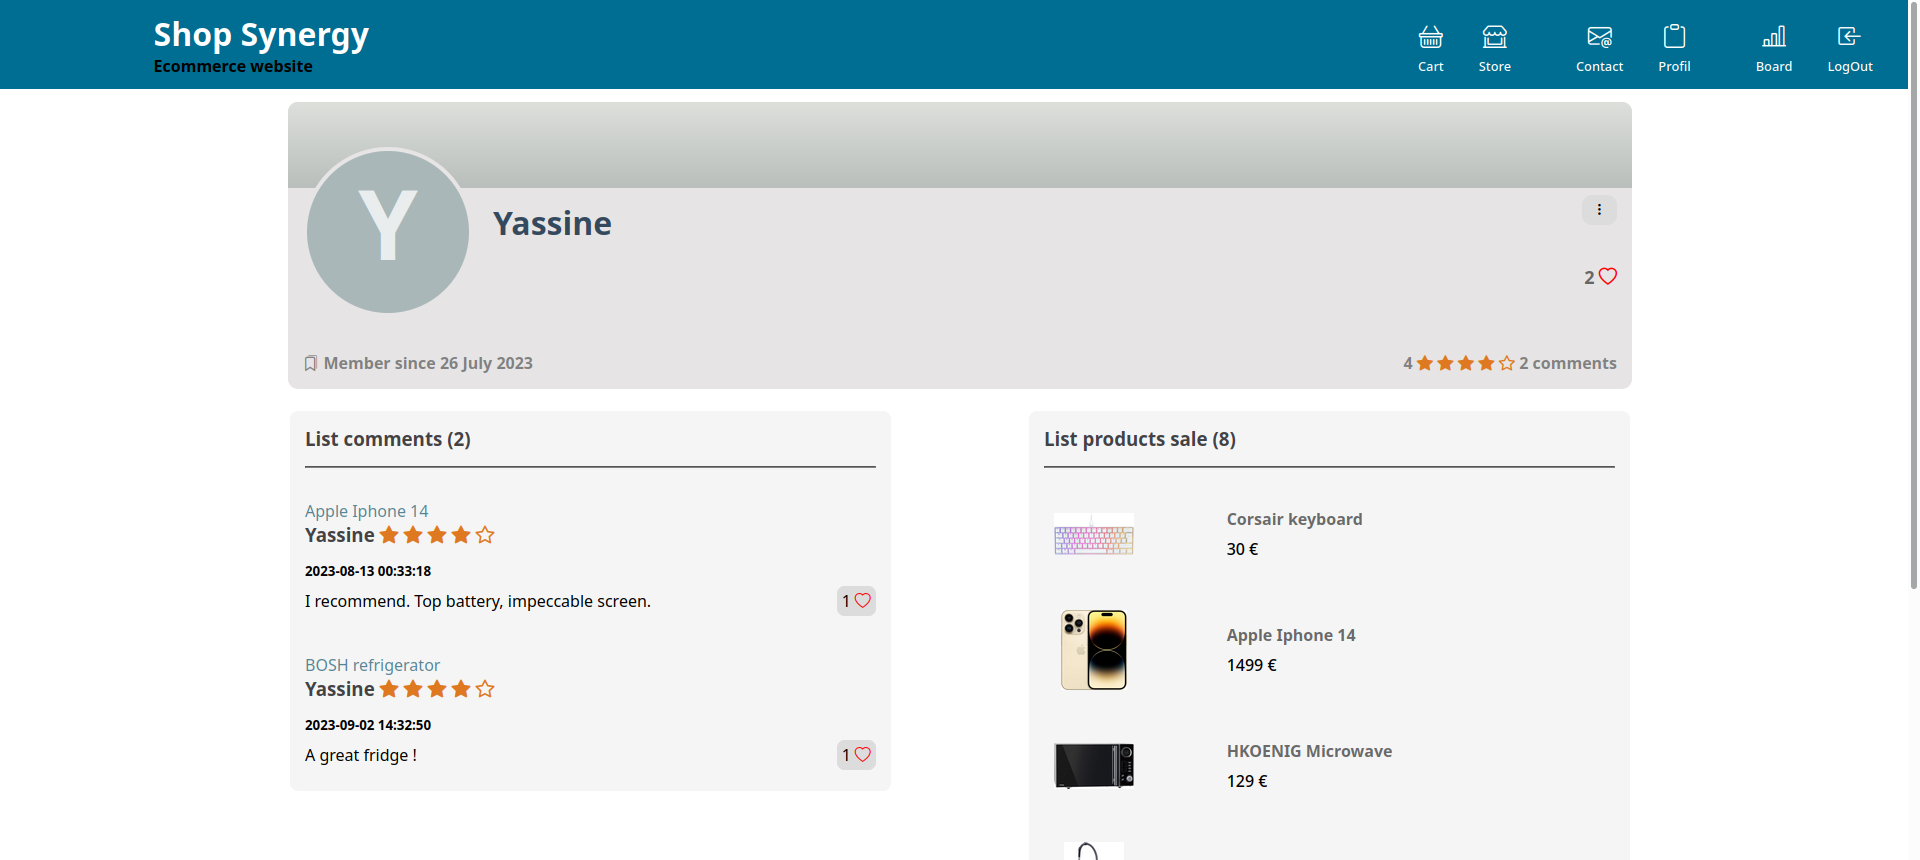 Shop Synergy
Ecommerce website
Cart
Store
Contact
Profil
Board
LogOut
Y
Yassine
2
Member since 26 July 2023
4 2 comments
List comments (2)
Apple Iphone 14
Yassine
2023-08-13 00:33:18
I recommend. Top battery, impeccable screen.
1
BOSH refrigerator
Yassine
2023-09-02 14:32:50
A great fridge !
1
List products sale (8)
Corsair keyboard
30 €
Apple Iphone 14
1499 €
HKOENIG Microwave
129 €